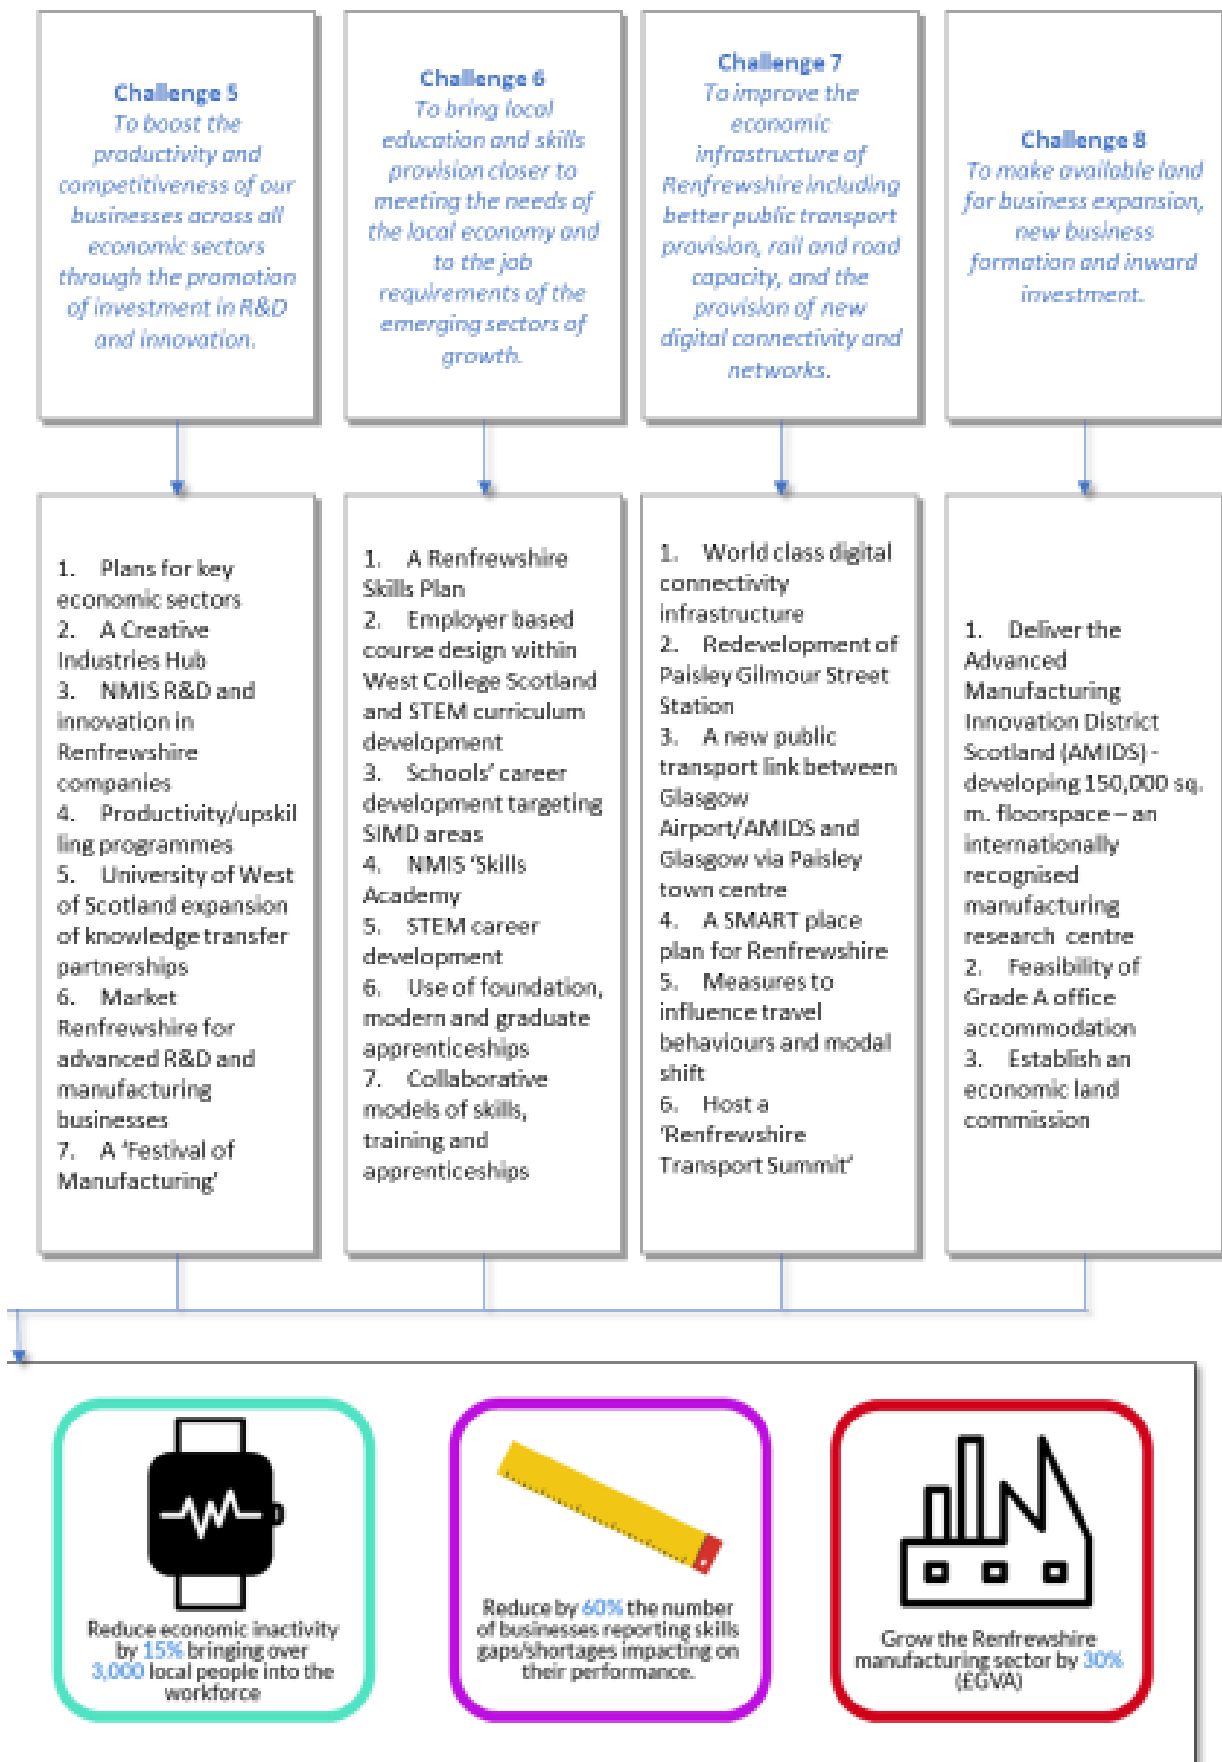 Challenge 5
To boost the
productivity and
competitiveness of our
businesses across all
economic sectors
through the promotion
of investment in R&D
and innovation.
Challenge 6
To bring local
education and skills
provision closer to
meeting the needs of
the local economy and
to the job
requirements of the
emerging sectors of
growth.
Challenge 7
To improve the
economic
infrastructure of
Renfrewshire including
better public transport
provision, rail and road
capacity, and the
provision of new
digital connectivity and
networks.
Challenge 8
To make available land
for business expansion,
new business
formation and inward
investment.
1. Plans for key
economic sectors
2. A Creative
Industries Hub
3. NMIS R&D and
innovation in
Renfrewshire
companies
4. Productivity/upskil
ling programmes
5. University of West
of Scotland expansion
of knowledge transfer
partnerships
6. Market
Renfrewshire for
advanced R&D and
manufacturing
businesses
7. A 'Festival of
Manufacturing'
1. A Renfrewshire
Skills Plan
2. Employer based
course design within
West College Scotland
and STEM curriculum
development
3. Schools' career
development targeting
SIMD areas
4. NMIS 'Skills
Academy
5. STEM career
development
6. Use of foundation,
modern and graduate
apprenticeships
7. Collaborative
models of skills,
training and
apprenticeships
1. World class digital
connectivity
infrastructure
2. Redevelopment of
Paisley Gilmour Street
Station
3. A new public
transport link between
Glasgow
Airport/AMIDS and
Glasgow via Paisley
town centre
4. A SMART place
plan for Renfrewshire
5. Measures to
influence travel
behaviours and modal
shift
6. Host a
'Renfrewshire
Transport Summit'
1. Deliver the
Advanced
Manufacturing
Innovation District
Scotland (AMIDS) -
developing 150,000 sq.
m. floorspace – an
internationally
recognised
manufacturing
research centre
2. Feasibility of
Grade A office
accommodation
3. Establish an
economic land
commission
Reduce economic inactivity
by 15% bringing over
3,000 local people into the
workforce
Reduce by 60% the number
of businesses reporting skills
gaps/shortages impacting on
their performance.
Grow the Renfrewshire
manufacturing sector by 30%
(£GVA)